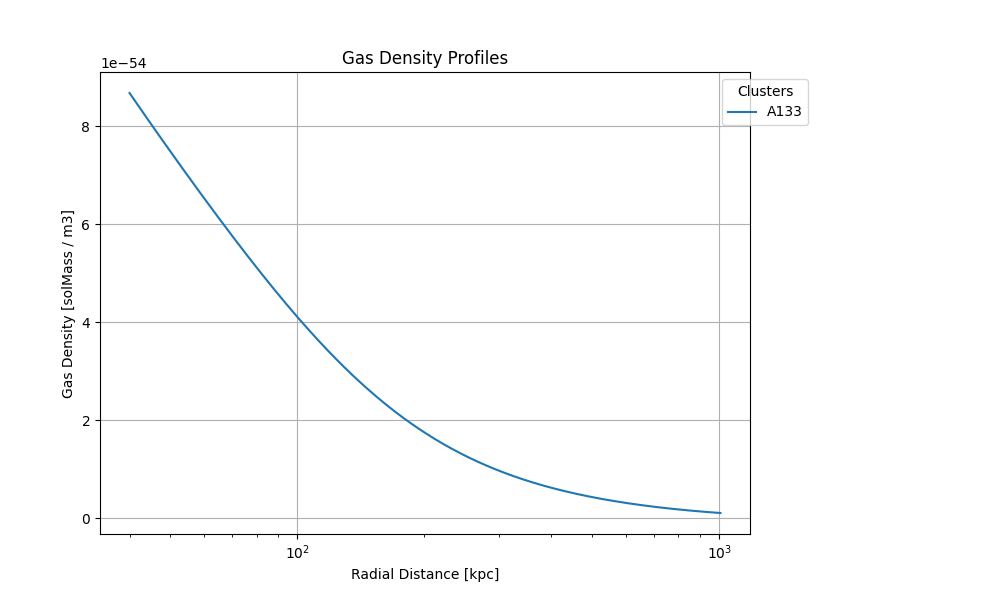 Gas Density Profiles
1e−54
Clusters
A133
8
6
4
2
0
Gas Density [solMass / m3]
10²
10³
Radial Distance [kpc]